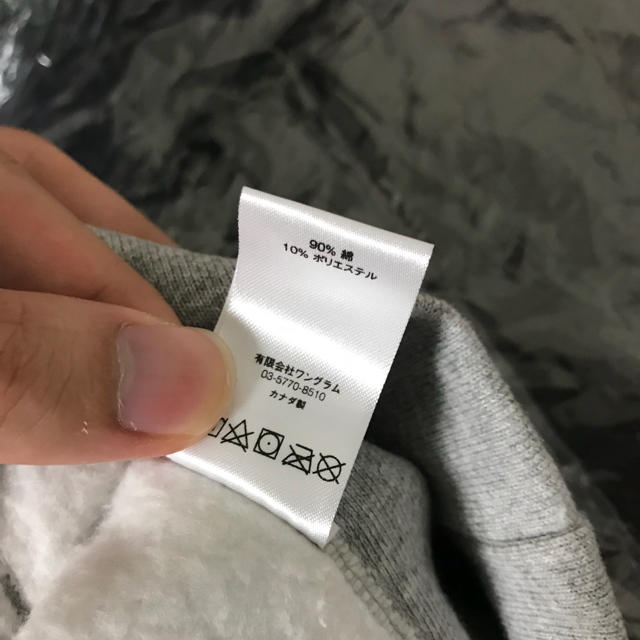 90% 綿
10% ポリエステル
有限会社ワングラム
03-5770-8510
カナダ製